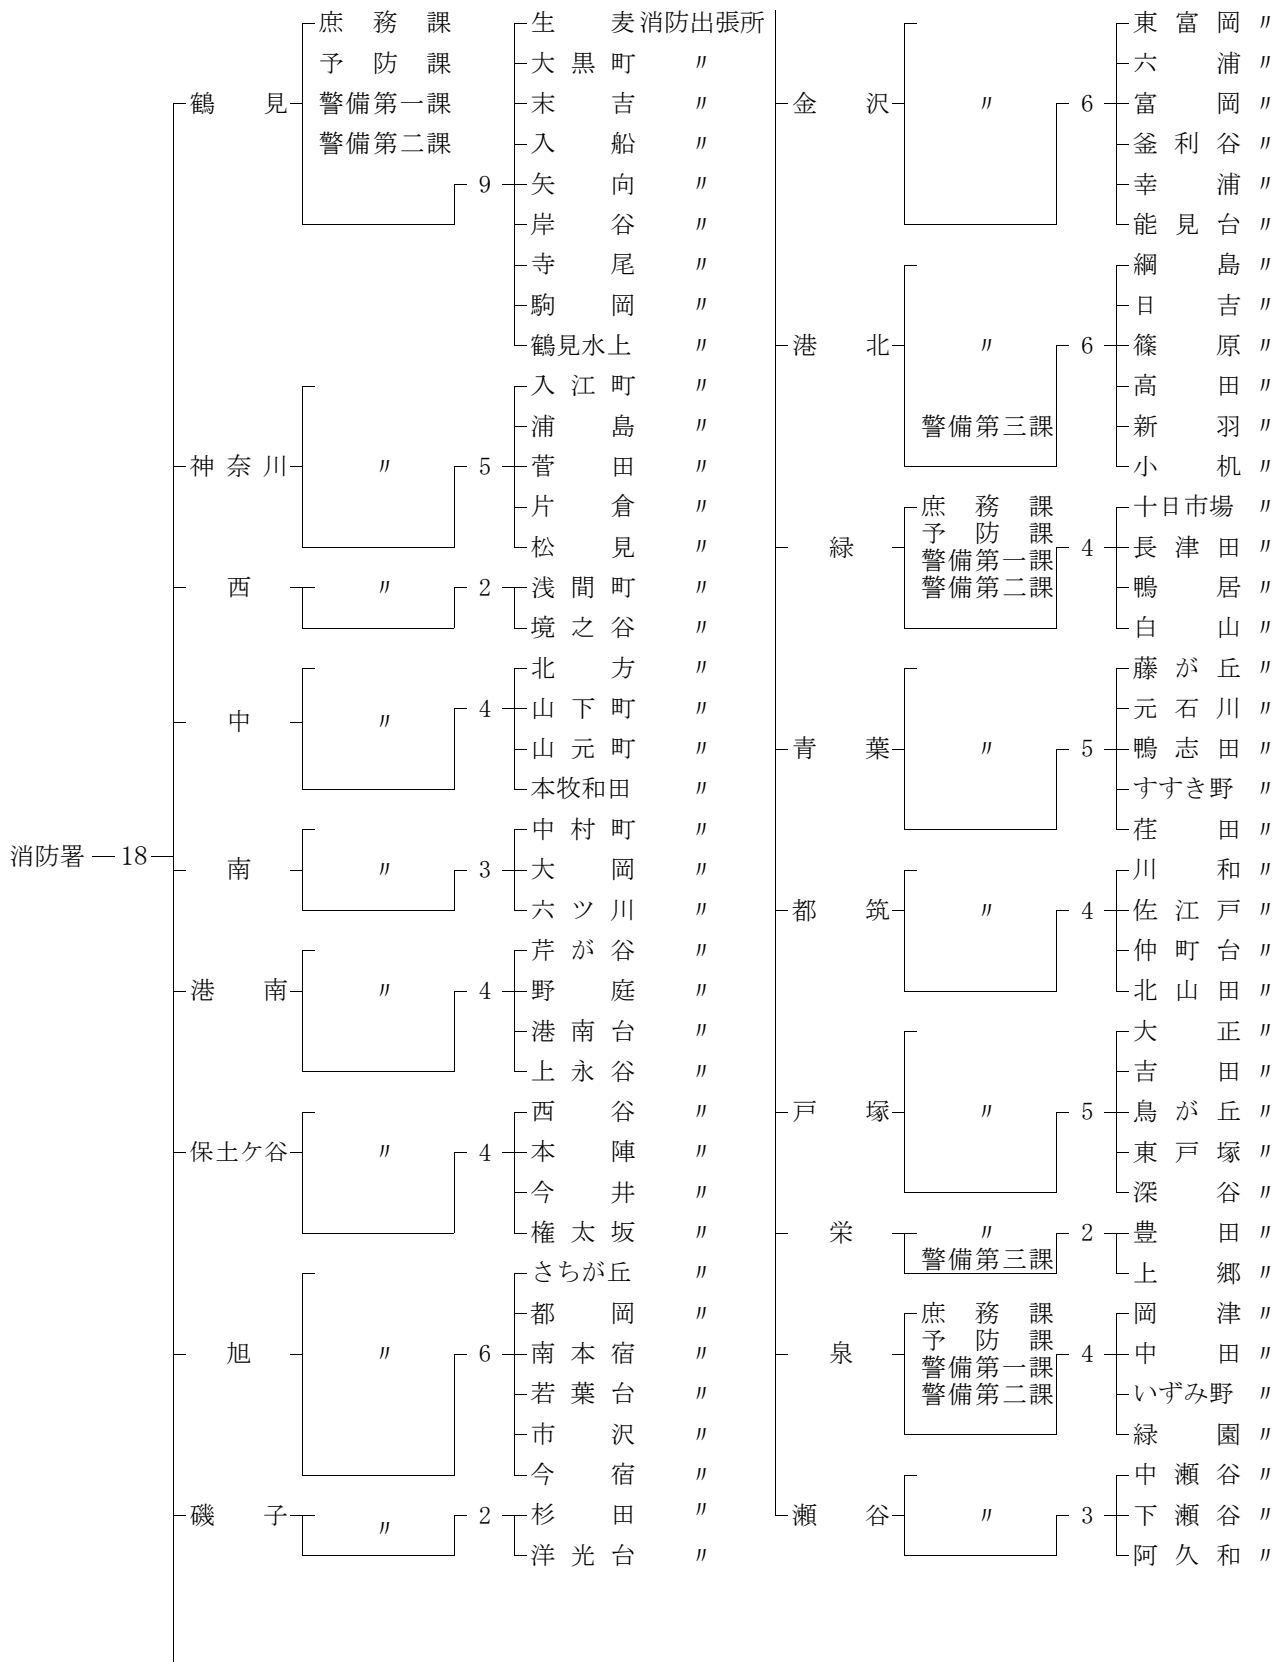 消防署 18
鶴見 庶務課 予防課 警備第一課 警備第二課 9
生麦消防出張所
大黒町 〃
末吉 〃
入船 〃
矢向 〃
岸谷 〃
寺尾 〃
駒岡 〃
鶴見水上 〃
神奈川 〃 5
入江町 〃
浦島 〃
菅田 〃
片倉 〃
松見 〃
西 〃 2
浅間町 〃
境之谷 〃
中 〃 4
北方 〃
山下町 〃
山元町 〃
本牧和田 〃
南 〃 3
中村町 〃
大岡 〃
六ツ川 〃
港南 〃 4
芹が谷 〃
野庭 〃
港南台 〃
上永谷 〃
保土ケ谷 〃 4
西谷 〃
本陣 〃
今井 〃
権太坂 〃
旭 〃 6
さちが丘 〃
都岡 〃
南本宿 〃
若葉台 〃
市沢 〃
今宿 〃
磯子 〃 2
杉田 〃
洋光台 〃
金沢 〃 6
東富岡 〃
六浦 〃
富岡 〃
釜利谷 〃
幸浦 〃
能見台 〃
港北 〃 警備第三課 6
綱島 〃
日吉 〃
篠原 〃
高田 〃
新羽 〃
小机 〃
緑 庶務課 予防課 警備第一課 警備第二課 4
十日市場 〃
長津田 〃
鴨居 〃
白山 〃
青葉 〃 5
藤が丘 〃
元石川 〃
鴨志田 〃
すすき野 〃
荏田 〃
都筑 〃 4
川和 〃
佐江戸 〃
仲町台 〃
北山田 〃
戸塚 〃 5
大正 〃
吉田 〃
鳥が丘 〃
東戸塚 〃
深谷 〃
栄 〃 警備第三課 2
豊田 〃
上郷 〃
泉 庶務課 予防課 警備第一課 警備第二課 4
岡津 〃
中田 〃
いずみ野 〃
緑園 〃
瀬谷 〃 3
中瀬谷 〃
下瀬谷 〃
阿久和 〃